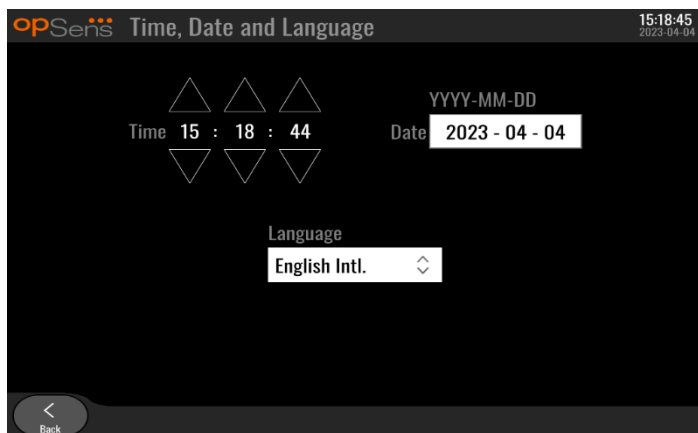 opSens Time, Date and Language 15:18:45
2023-04-04
YYYY-MM-DD
Time 15 : 18 : 44 Date 2023 - 04 - 04
Language
English Intl.
Back